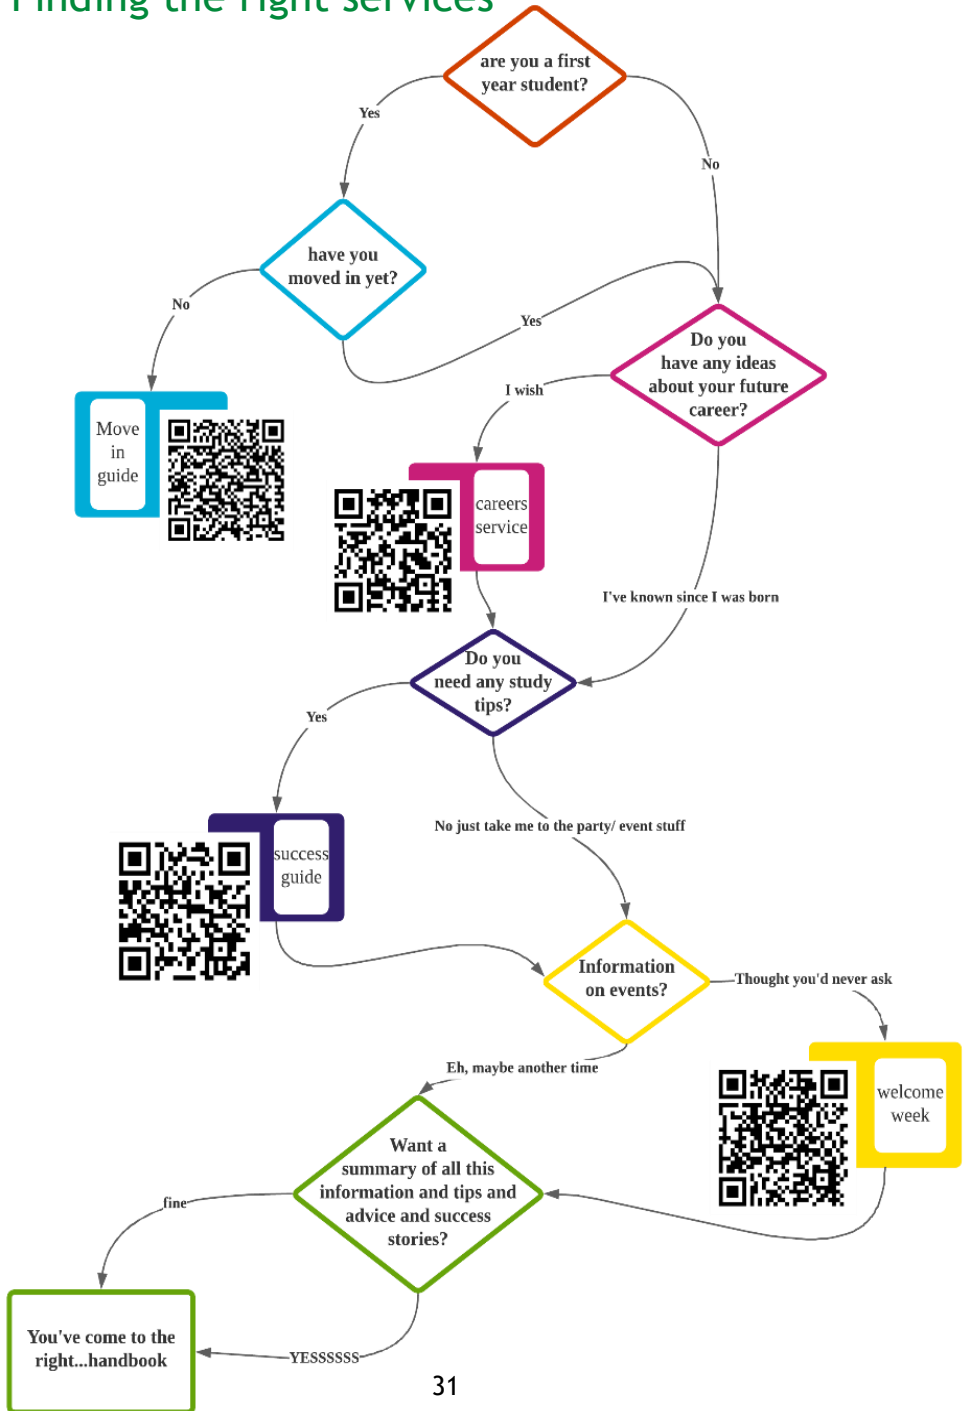 Finding the right services
are you a first
year student?
Yes
No
have you
moved in yet?
No
Yes
Do you
have any ideas
about your future
career?
I wish
Move
in
guide
careers
service
I've known since I was born
Do you
need any study
tips?
Yes
No just take me to the party/ event stuff
success
guide
Information
on events?
Thought you'd never ask
Eh, maybe another time
welcome
week
Want a
summary of all this
information and tips and
advice and success
stories?
fine
You've come to the
right...handbook
YESSSSSS
31